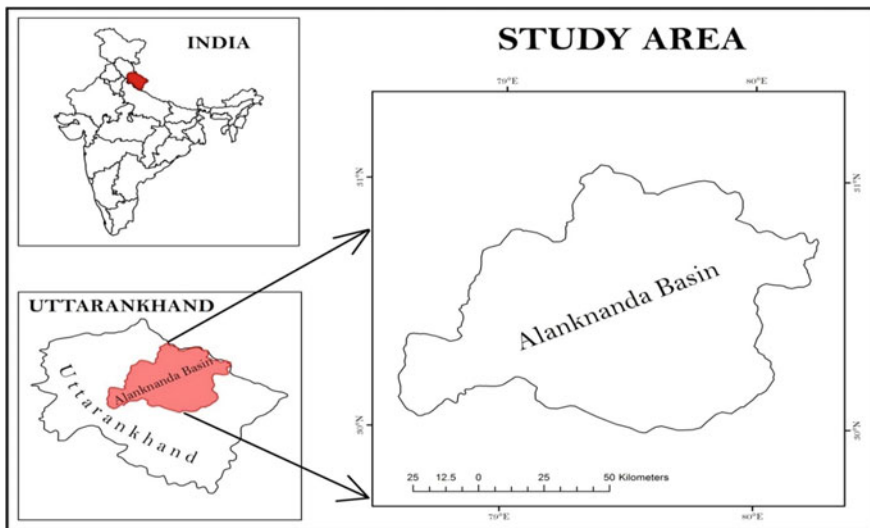 INDIA
STUDY AREA
79°E
80°E
31°N
31°N
Alanknanda Basin
30°N
30°N
25 12.5 0 25 50 Kilometers
79°E
80°E
UTTARANKHAND
Alanknanda Basin
Uttarankhand